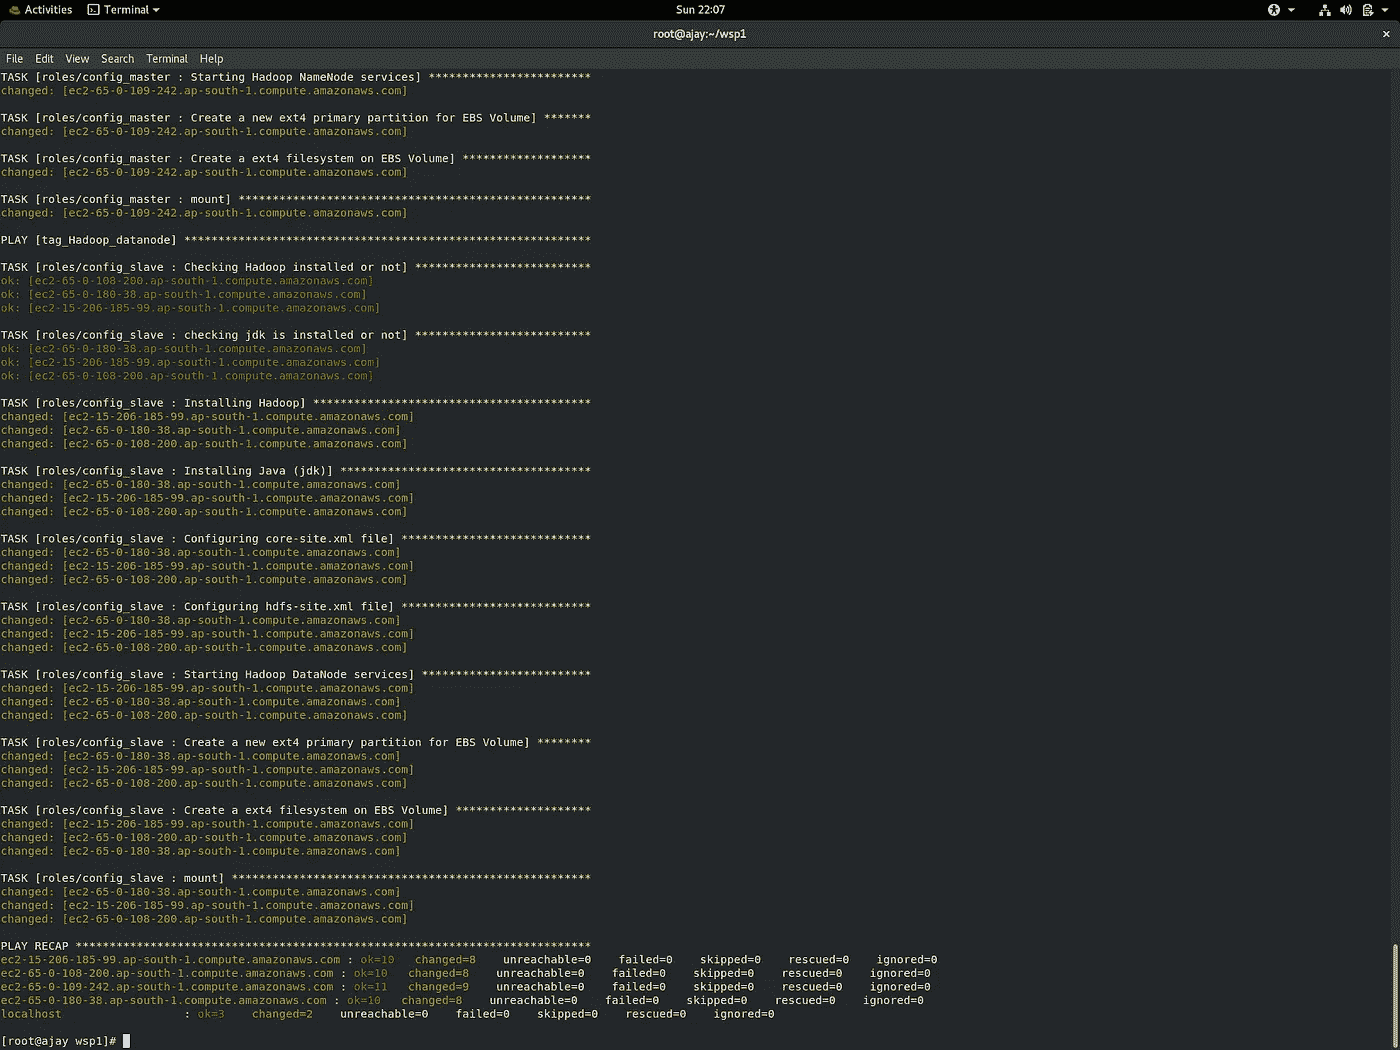 Activities
Terminal
Sun 22:07
root@ajay:~/wsp1
File Edit View Search Terminal Help
TASK [roles/config_master : Starting Hadoop NameNode services] ************************
changed: [ec2-65-0-109-242.ap-south-1.compute.amazonaws.com]
TASK [roles/config_master : Create a new ext4 primary partition for EBS Volume] *******
changed: [ec2-65-0-109-242.ap-south-1.compute.amazonaws.com]
TASK [roles/config_master : Create a ext4 filesystem on EBS Volume] *******************
changed: [ec2-65-0-109-242.ap-south-1.compute.amazonaws.com]
TASK [roles/config_master : mount] ****************************************************
changed: [ec2-65-0-109-242.ap-south-1.compute.amazonaws.com]
PLAY [tag_Hadoop_datanode] ************************************************************
TASK [roles/config_slave : Checking Hadoop installed or not] **************************
ok: [ec2-65-0-108-200.ap-south-1.compute.amazonaws.com]
ok: [ec2-65-0-180-38.ap-south-1.compute.amazonaws.com]
ok: [ec2-15-206-185-99.ap-south-1.compute.amazonaws.com]
TASK [roles/config_slave : checking jdk is installed or not] **************************
ok: [ec2-65-0-180-38.ap-south-1.compute.amazonaws.com]
ok: [ec2-15-206-185-99.ap-south-1.compute.amazonaws.com]
ok: [ec2-65-0-108-200.ap-south-1.compute.amazonaws.com]
TASK [roles/config_slave : Installing Hadoop] *****************************************
changed: [ec2-15-206-185-99.ap-south-1.compute.amazonaws.com]
changed: [ec2-65-0-180-38.ap-south-1.compute.amazonaws.com]
changed: [ec2-65-0-108-200.ap-south-1.compute.amazonaws.com]
TASK [roles/config_slave : Installing Java (jdk)] *************************************
changed: [ec2-65-0-180-38.ap-south-1.compute.amazonaws.com]
changed: [ec2-15-206-185-99.ap-south-1.compute.amazonaws.com]
changed: [ec2-65-0-108-200.ap-south-1.compute.amazonaws.com]
TASK [roles/config_slave : Configuring core-site.xml file] ****************************
changed: [ec2-65-0-180-38.ap-south-1.compute.amazonaws.com]
changed: [ec2-15-206-185-99.ap-south-1.compute.amazonaws.com]
changed: [ec2-65-0-108-200.ap-south-1.compute.amazonaws.com]
TASK [roles/config_slave : Configuring hdfs-site.xml file] ****************************
changed: [ec2-65-0-180-38.ap-south-1.compute.amazonaws.com]
changed: [ec2-15-206-185-99.ap-south-1.compute.amazonaws.com]
changed: [ec2-65-0-108-200.ap-south-1.compute.amazonaws.com]
TASK [roles/config_slave : Starting Hadoop DataNode services] *************************
changed: [ec2-15-206-185-99.ap-south-1.compute.amazonaws.com]
changed: [ec2-65-0-180-38.ap-south-1.compute.amazonaws.com]
changed: [ec2-65-0-108-200.ap-south-1.compute.amazonaws.com]
TASK [roles/config_slave : Create a new ext4 primary partition for EBS Volume] ********
changed: [ec2-65-0-180-38.ap-south-1.compute.amazonaws.com]
changed: [ec2-15-206-185-99.ap-south-1.compute.amazonaws.com]
changed: [ec2-65-0-108-200.ap-south-1.compute.amazonaws.com]
TASK [roles/config_slave : Create a ext4 filesystem on EBS Volume] ********************
changed: [ec2-15-206-185-99.ap-south-1.compute.amazonaws.com]
changed: [ec2-65-0-108-200.ap-south-1.compute.amazonaws.com]
changed: [ec2-65-0-180-38.ap-south-1.compute.amazonaws.com]
TASK [roles/config_slave : mount] *****************************************************
changed: [ec2-65-0-180-38.ap-south-1.compute.amazonaws.com]
changed: [ec2-15-206-185-99.ap-south-1.compute.amazonaws.com]
changed: [ec2-65-0-108-200.ap-south-1.compute.amazonaws.com]
PLAY RECAP ****************************************************************************
ec2-15-206-185-99.ap-south-1.compute.amazonaws.com : ok=10 changed=8 unreachable=0 failed=0 skipped=0 rescued=0 ignored=0
ec2-65-0-108-200.ap-south-1.compute.amazonaws.com : ok=10 changed=8 unreachable=0 failed=0 skipped=0 rescued=0 ignored=0
ec2-65-0-109-242.ap-south-1.compute.amazonaws.com : ok=11 changed=9 unreachable=0 failed=0 skipped=0 rescued=0 ignored=0
ec2-65-0-180-38.ap-south-1.compute.amazonaws.com : ok=10 changed=8 unreachable=0 failed=0 skipped=0 rescued=0 ignored=0
localhost : ok=3 changed=2 unreachable=0 failed=0 skipped=0 rescued=0 ignored=0
[root@ajay wsp1]#